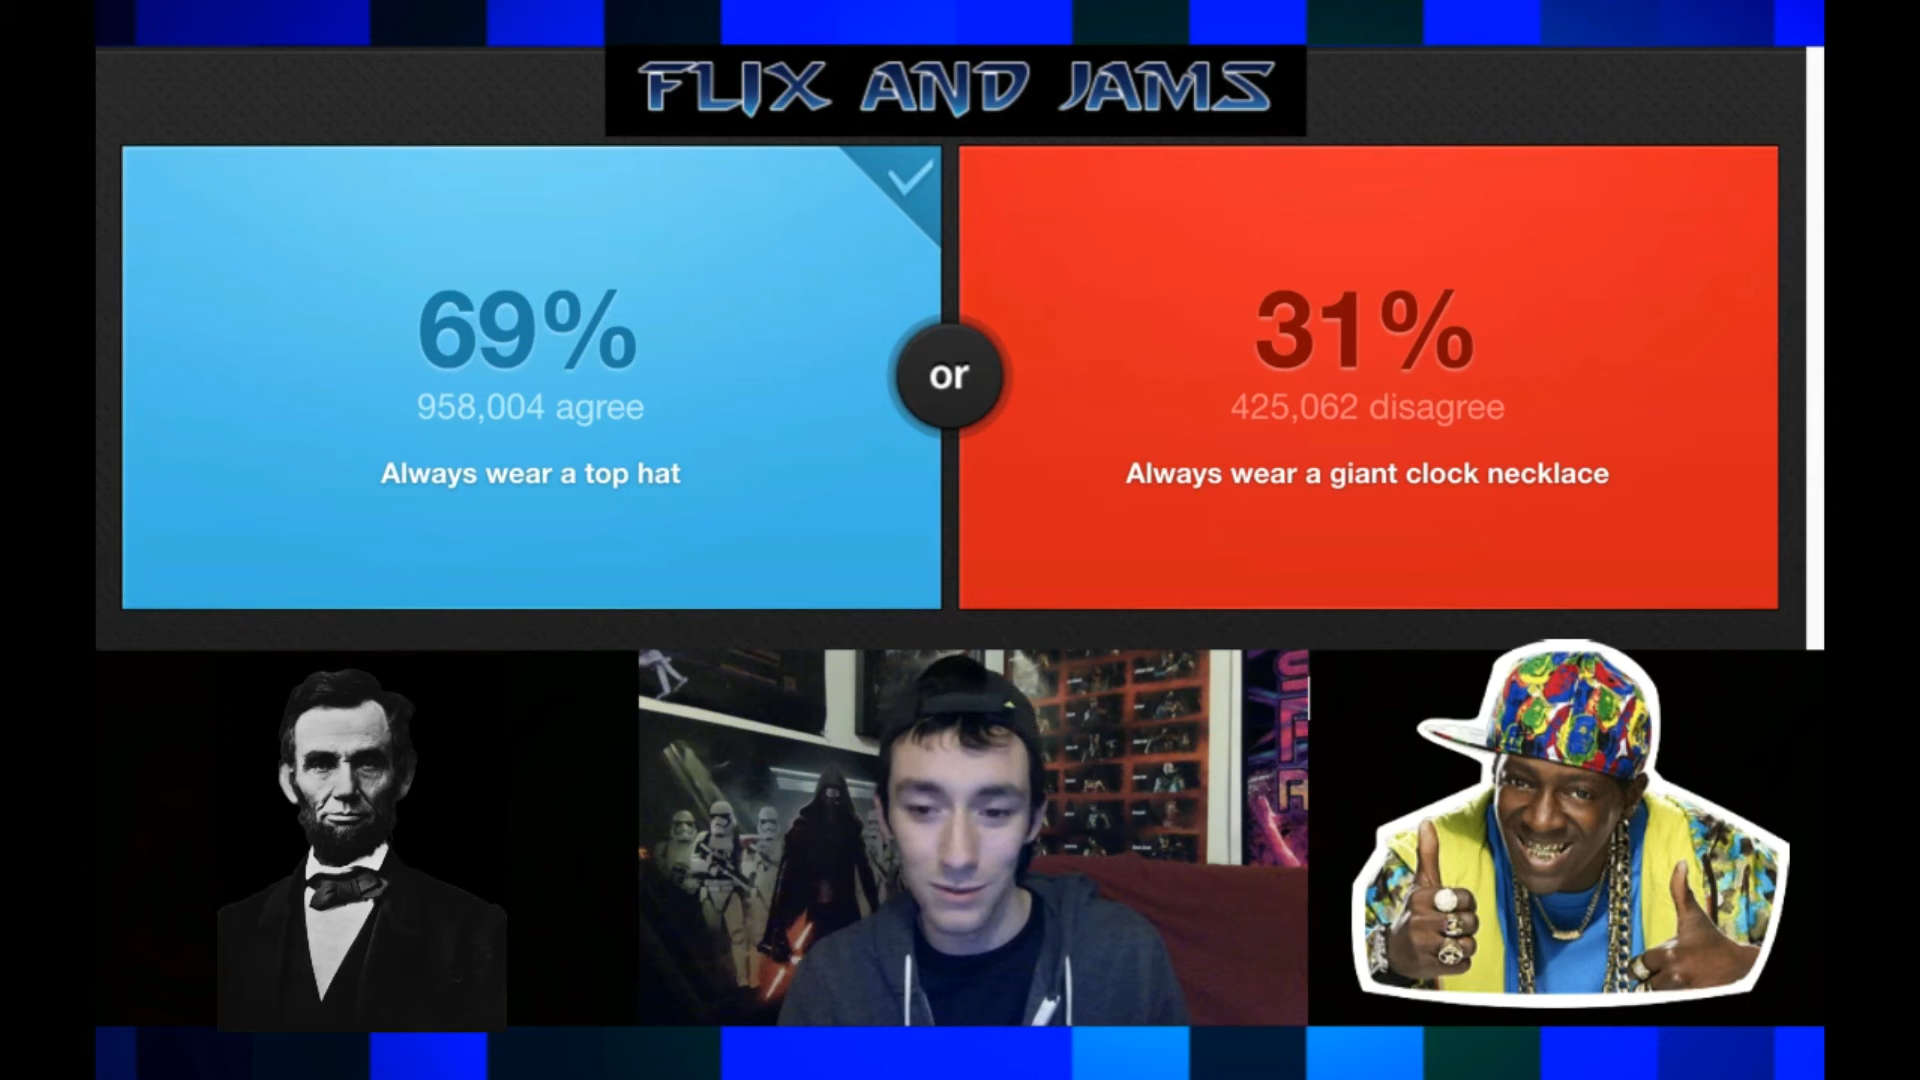 FLIX AND JAMS
69%
958,004 agree
Always wear a top hat
or
31%
425,062 disagree
Always wear a giant clock necklace